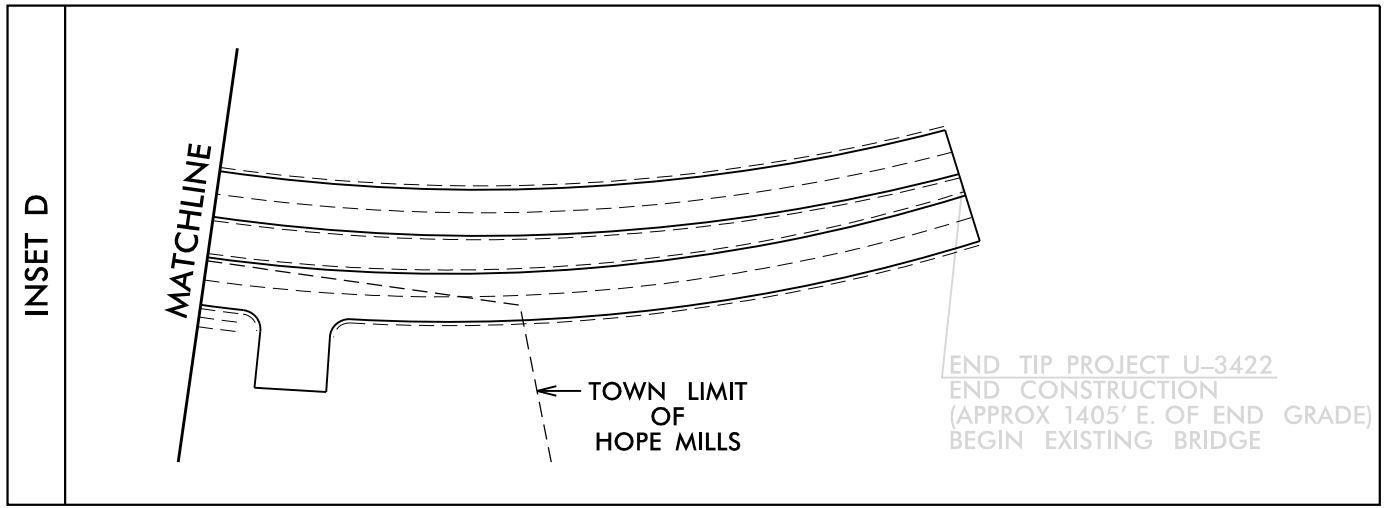 INSET D
MATCHLINE
TOWN LIMIT
OF
HOPE MILLS
END TIP PROJECT U–3422
END CONSTRUCTION
(APPROX 1405' E. OF END GRADE)
BEGIN EXISTING BRIDGE